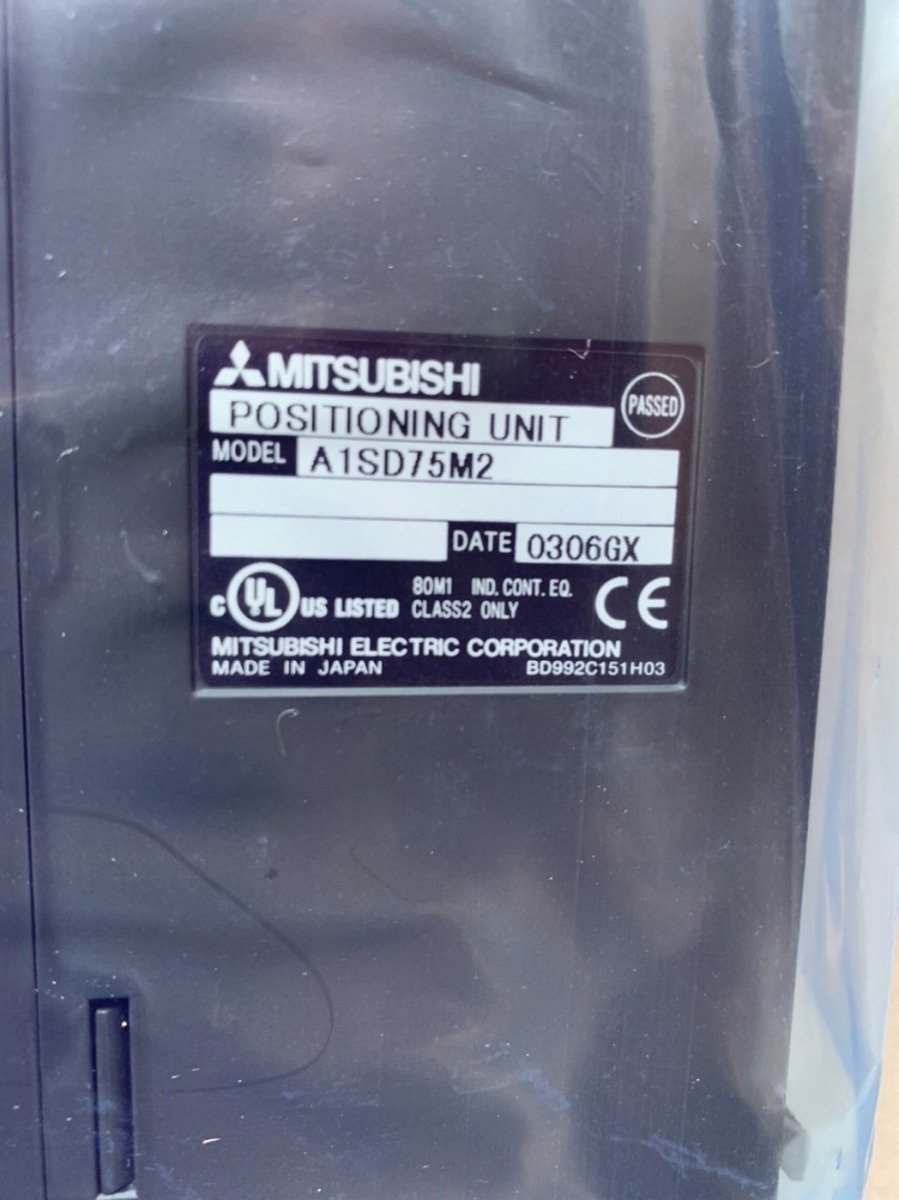 MITSUBISHI
PASSED
POSITIONING UNIT
MODEL A1SD75M2
DATE 0306GX
C UL US LISTED 80M1 IND. CONT. EQ. CLASS2 ONLY CE
MITSUBISHI ELECTRIC CORPORATION
MADE IN JAPAN BD992C151H03